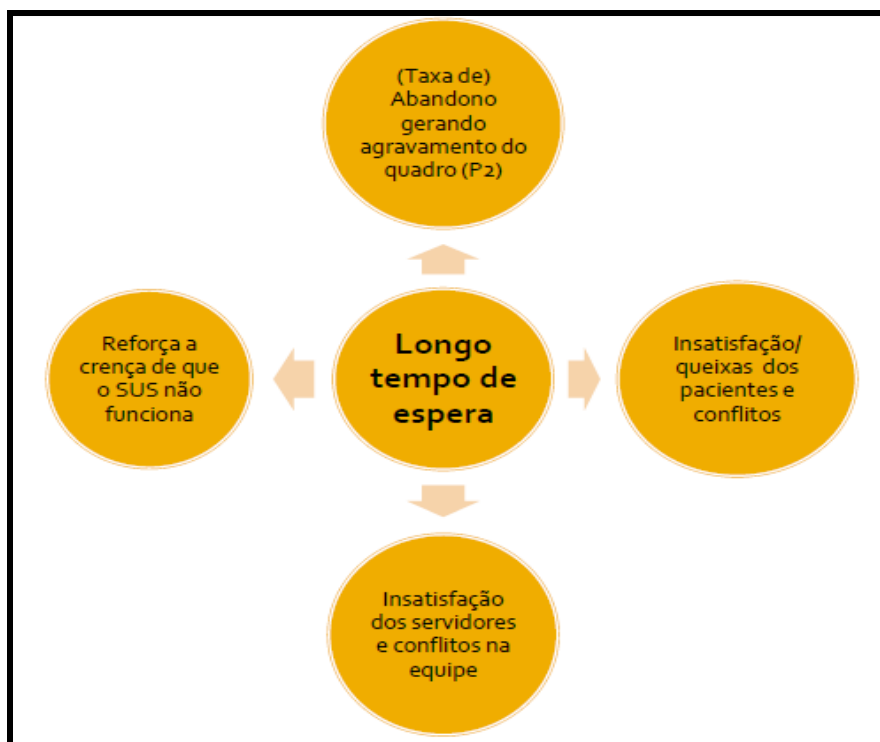 (Taxa de)
Abandono
gerando
agravamento do
quadro (P2)
Reforça a
crença de que
o SUS não
funciona
Longo
tempo de
espera
Insatisfação/
queixas dos
pacientes e
conflitos
Insatisfação
dos servidores
e conflitos na
equipe